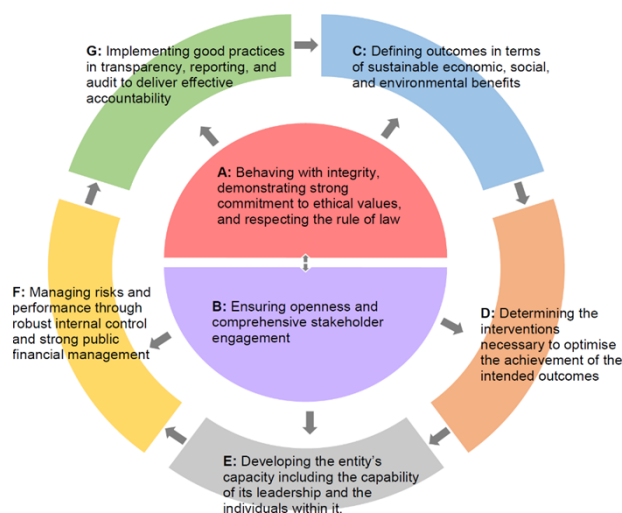 G: Implementing good practices
in transparency, reporting, and
audit to deliver effective
accountability
C: Defining outcomes in terms
of sustainable economic, social,
and environmental benefits
A: Behaving with integrity,
demonstrating strong
commitment to ethical values,
and respecting the rule of law
F: Managing risks and
performance through
robust internal control
and strong public
financial management
B: Ensuring openness and
comprehensive stakeholder
engagement
D: Determining the
interventions
necessary to optimise
the achievement of the
intended outcomes
E: Developing the entity's
capacity including the capability
of its leadership and the
individuals within it.